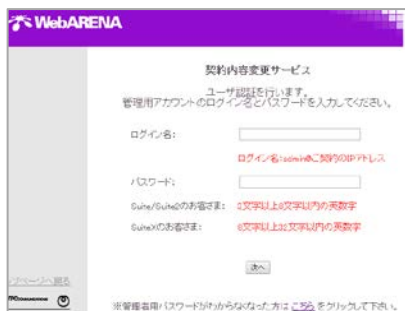 WebARENA
契約内容変更サービス
ユーザ認証を行います。
管理用アカウントのログイン名とパスワードを入力してください。
ログイン名:
ログイン名:admin@ご契約のIPアドレス
パスワード:
Suite/Suite2のお客さま: 2文字以上8文字以内の英数字
SuiteXのお客さま: 8文字以上32文字以内の英数字
次へ
プページへ戻る
※管理者用パスワードがわからなくなった方は こちら をクリックして下さい。